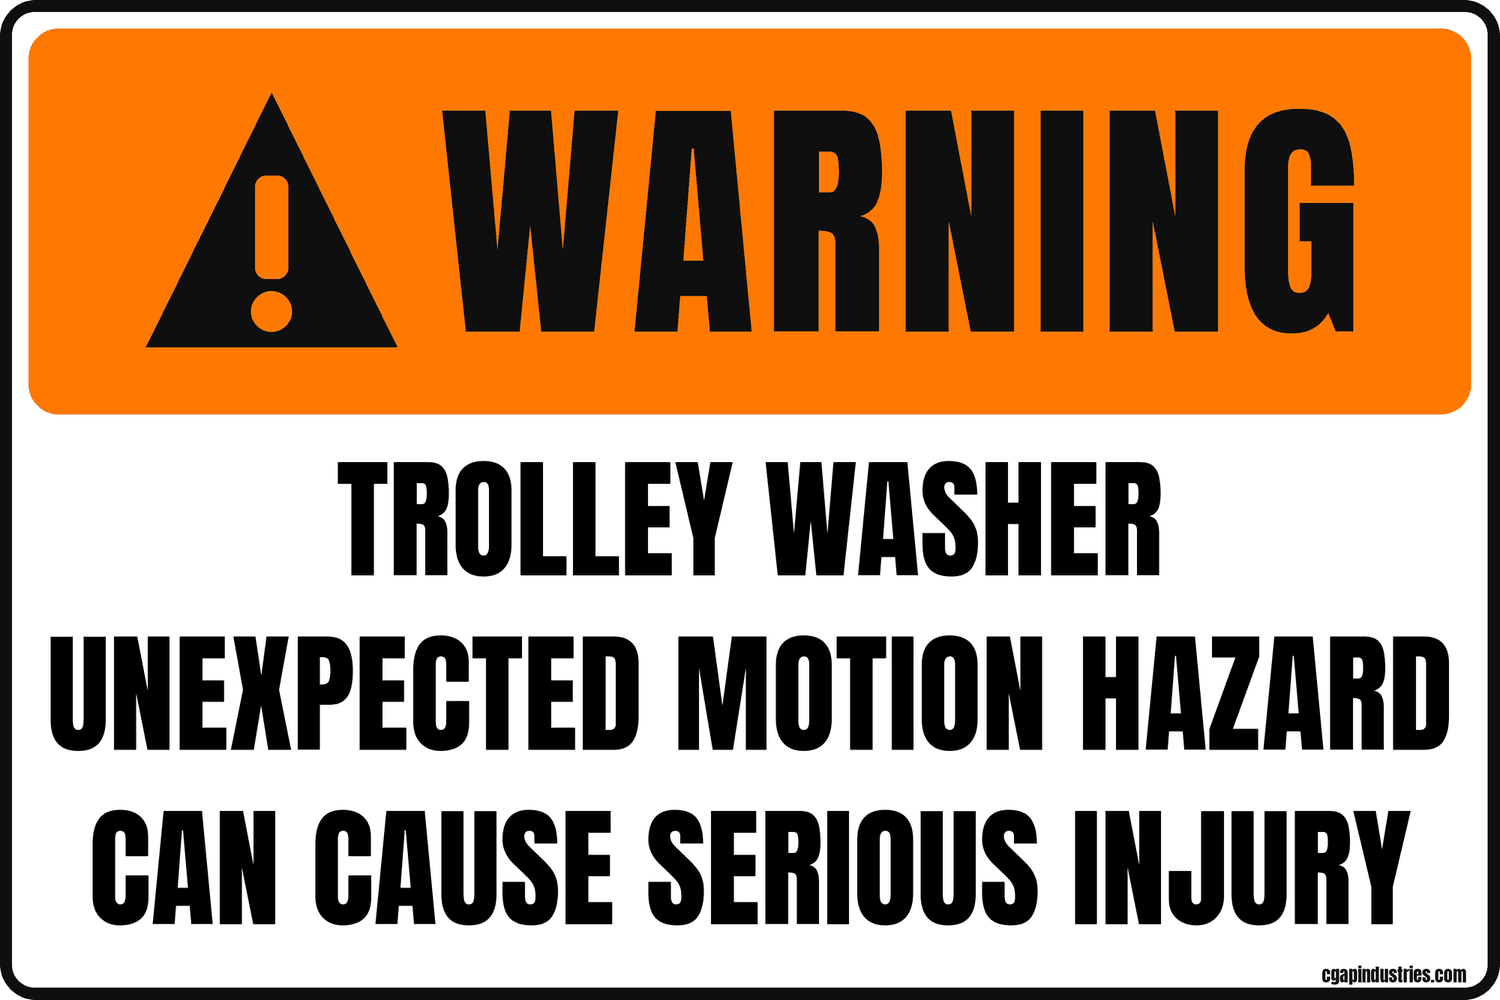 WARNING
TROLLEY WASHER
UNEXPECTED MOTION HAZARD
CAN CAUSE SERIOUS INJURY
cgapindustries.com